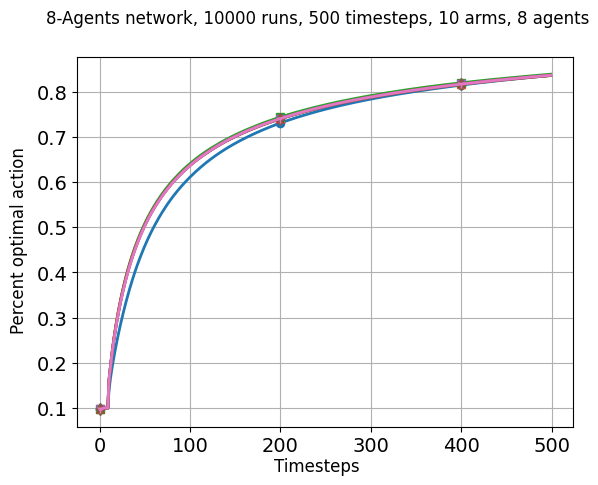 8-Agents network, 10000 runs, 500 timesteps, 10 arms, 8 agents
Percent optimal action
0.8
0.7
0.6
0.5
0.4
0.3
0.2
0.1
0 100 200 300 400 500
Timesteps